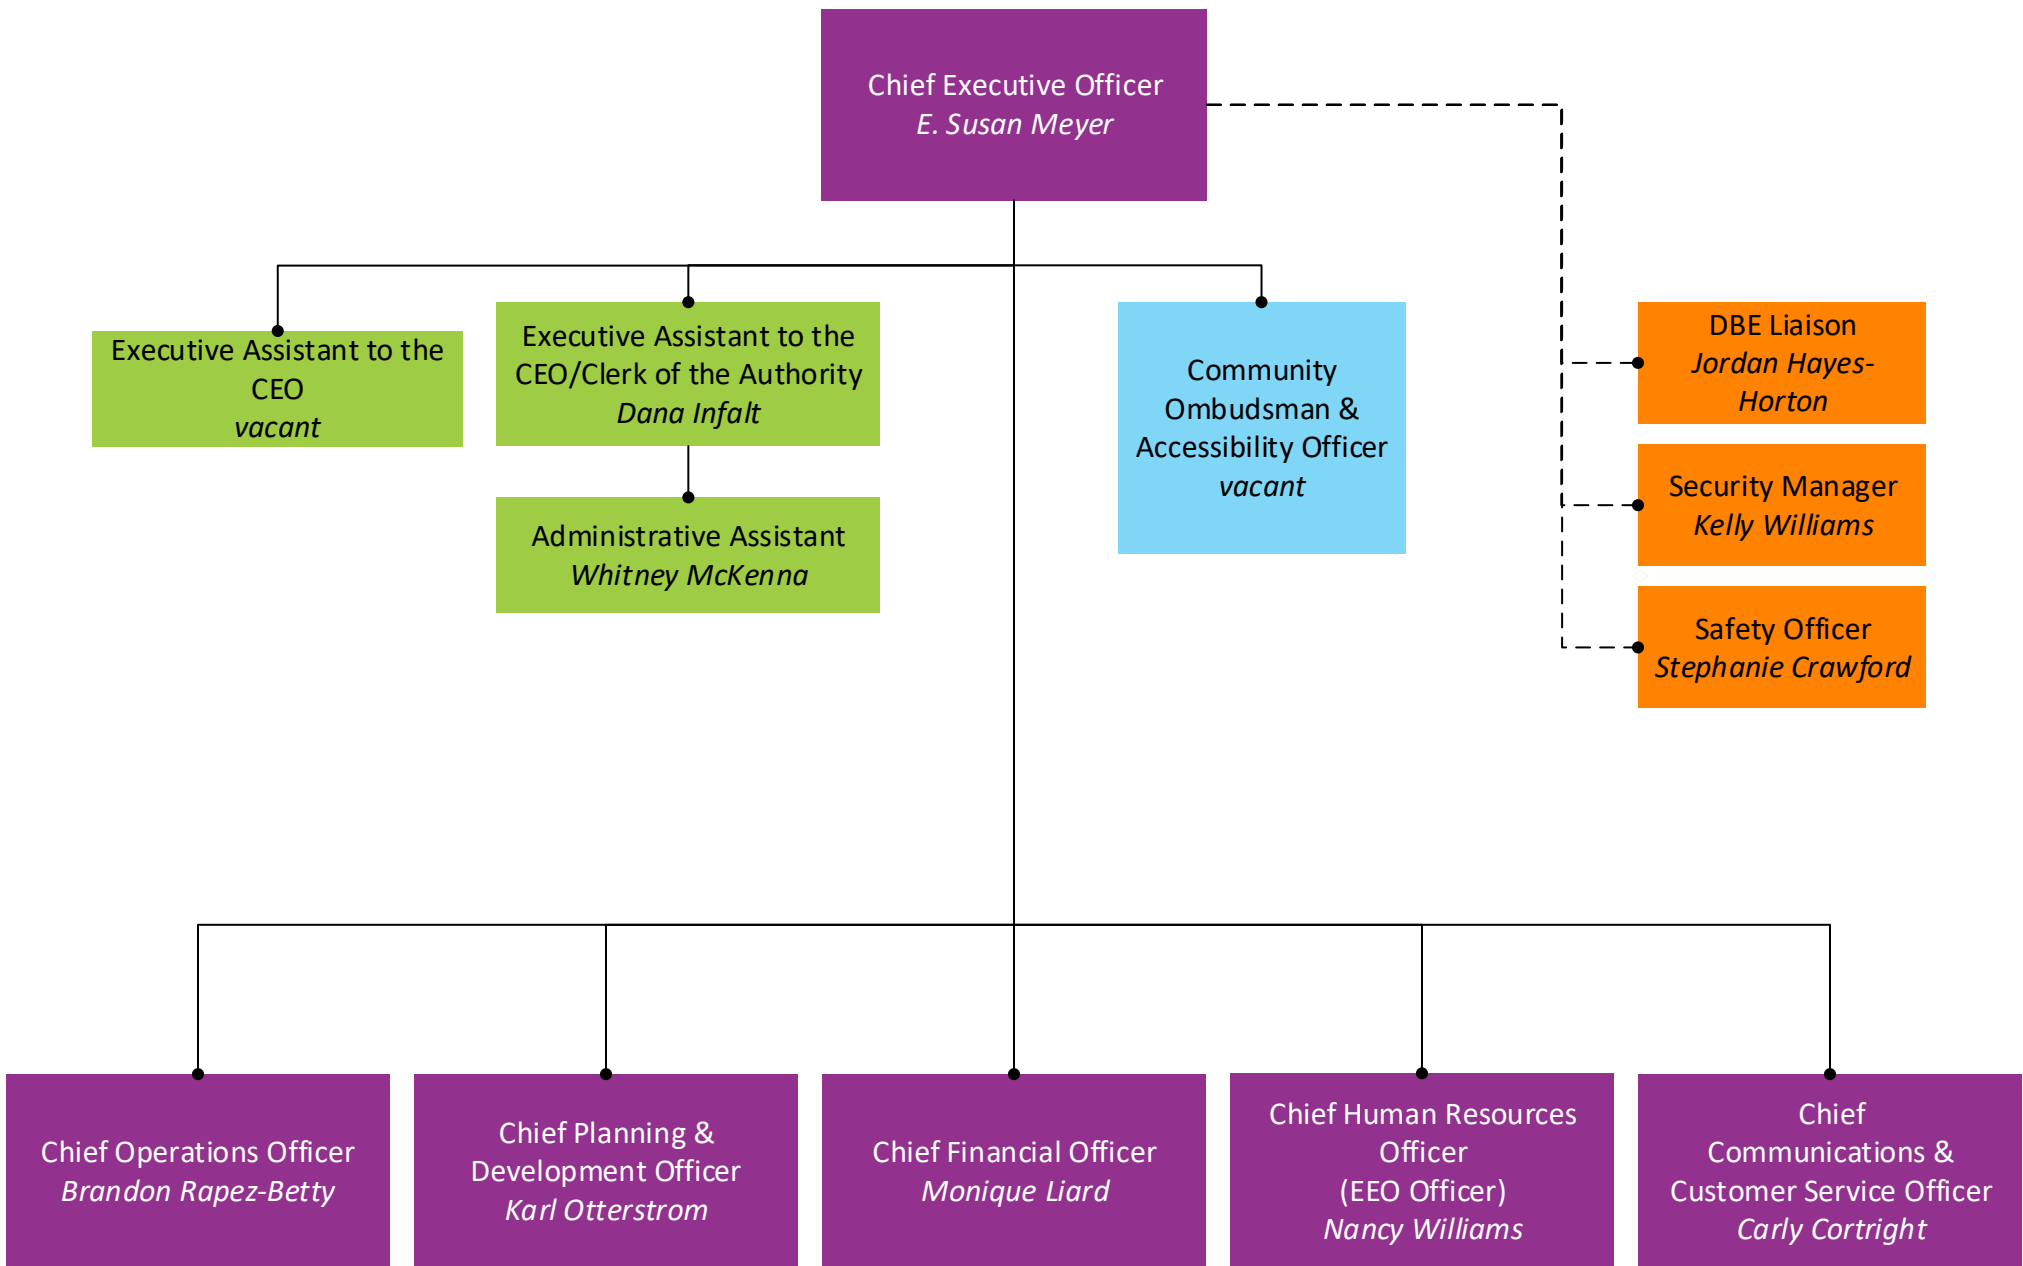 Chief Executive Officer
E. Susan Meyer
Executive Assistant to the
CEO
vacant
Executive Assistant to the
CEO/Clerk of the Authority
Dana Infalt
Administrative Assistant
Whitney McKenna
Community
Ombudsman &
Accessibility Officer
vacant
DBE Liaison
Jordan Hayes-
Horton
Security Manager
Kelly Williams
Safety Officer
Stephanie Crawford
Chief Operations Officer
Brandon Rapez-Betty
Chief Planning &
Development Officer
Karl Otterstrom
Chief Financial Officer
Monique Liard
Chief Human Resources
Officer
(EEO Officer)
Nancy Williams
Chief
Communications &
Customer Service Officer
Carly Cortright